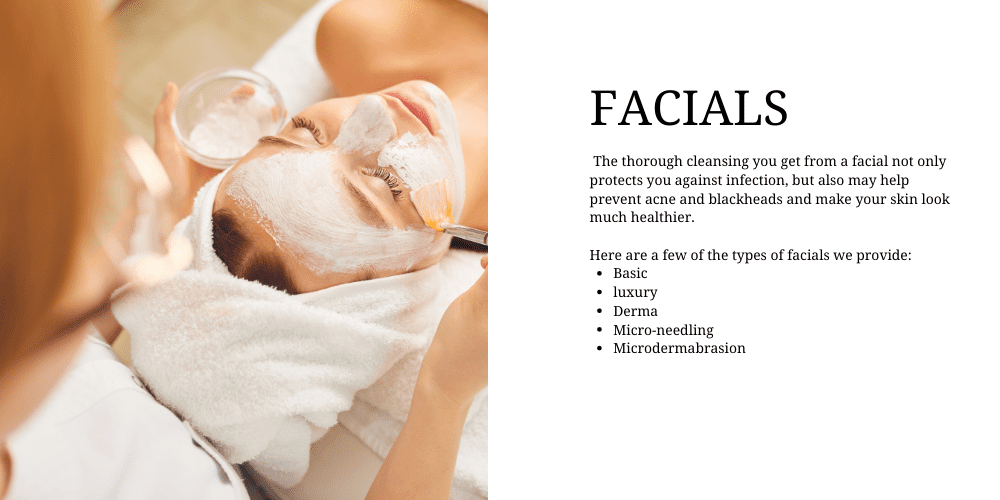 FACIALS
The thorough cleansing you get from a facial not only
protects you against infection, but also may help
prevent acne and blackheads and make your skin look
much healthier.
Here are a few of the types of facials we provide:
• Basic
• luxury
• Derma
• Micro-needling
• Microdermabrasion